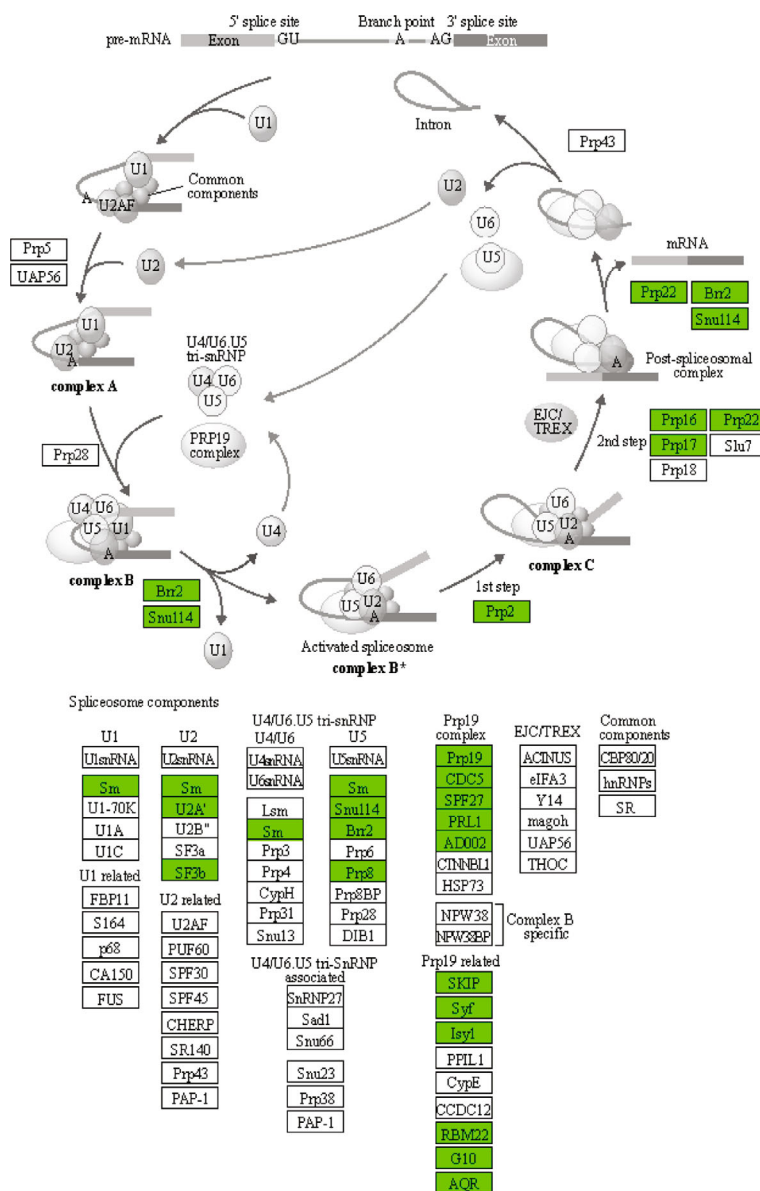 5' splice site Branch point 3' splice site
pre-mRNA Exon GU A AG Exon
U1
Intron
Prp43
U1
A U2AF
Common
components
U2
U6
U5
mRNA
Prp5
UAP56
U2
Prp22 Brr2
Snu114
U1
U2
A
complex A
U4/U6.U5
tri-snRNP
U4 U6
U5
PRP19
complex
A
Post-spliceosomal
complex
EJC/
TREX
2nd step
Prp16 Prp22
Prp17 Slu7
Prp18
Prp28
U4 U6
U5 U1
A
complex B
U4
U6
U5 U2
A
complex C
Brr2
Snu114
U1
U6
U5 U2
A
Activated spliceosome
complex B*
1st step
Prp2
Spliceosome components
U1
U1snRNA
Sm
U1-70K
U1A
U1C
U1 related
FBP11
S164
p68
CA150
FUS
U2
U2snRNA
Sm
U2A'
U2B"
SF3a
SF3b
U2 related
U2AF
PUF60
SPF30
SPF45
CHERP
SR140
Prp43
PAP-1
U4/U6.U5 tri-snRNP
U4/U6
U4snRNA
U6snRNA
Lsm
Sm
Prp3
Prp4
CypH
Prp31
Snu13
U5
U5snRNA
Sm
Snu114
Brr2
Prp6
Prp8
Prp8BP
Prp28
DIB1
U4/U6.U5 tri-SnRNP
associated
SnRNP27
Sad1
Snu66
Snu23
Prp38
PAP-1
Prp19
complex
Prp19
CDC5
SPF27
PRL1
AD002
CTNNBL1
HSP73
NPW38
NPW38BP
Complex B
specific
Prp19 related
SKIP
Syf
Isy1
PPIL1
CypE
CCDC12
RBM22
G10
AQR
EJC/TREX
ACINUS
eIFA3
Y14
magoh
UAP56
THOC
Common
components
CBP80/20
hnRNPs
SR